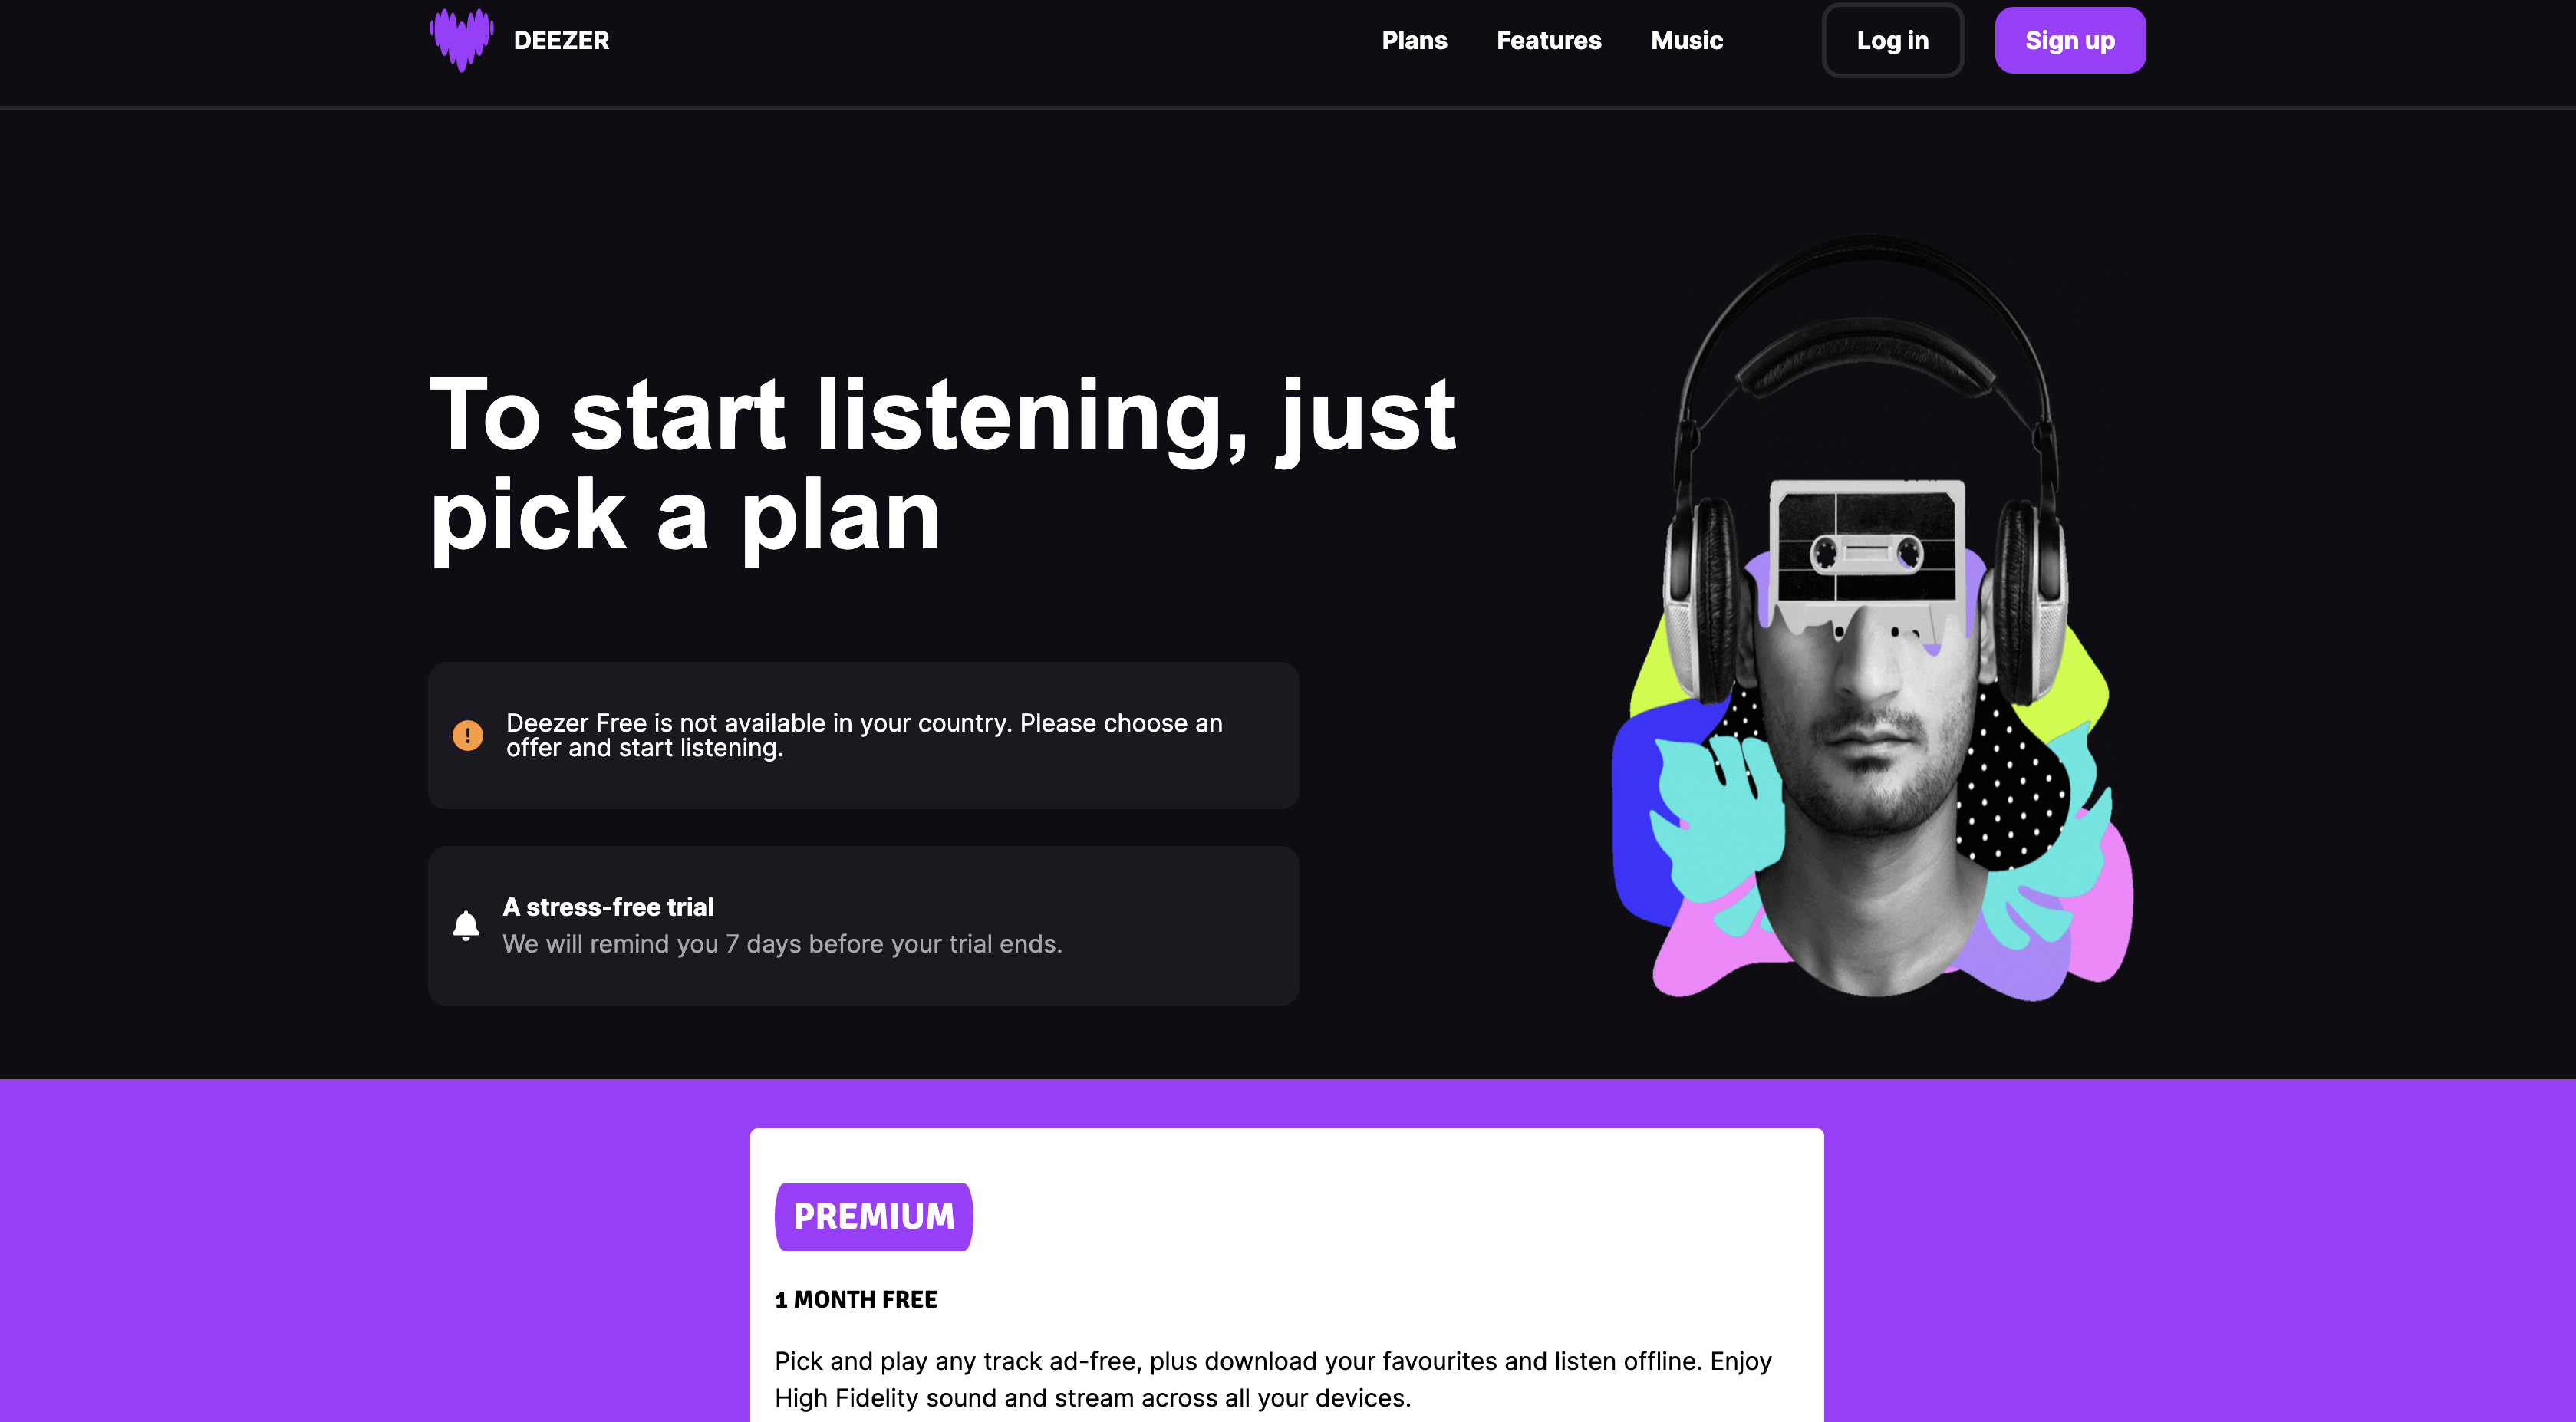 DEEZER
Plans
Features
Music
Log in
Sign up
To start listening, just
pick a plan
Deezer Free is not available in your country. Please choose an
offer and start listening.
A stress-free trial
We will remind you 7 days before your trial ends.
PREMIUM
1 MONTH FREE
Pick and play any track ad-free, plus download your favourites and listen offline. Enjoy
High Fidelity sound and stream across all your devices.